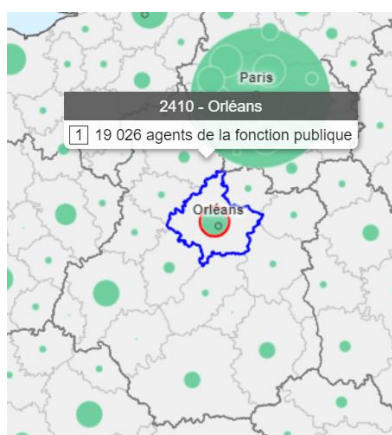 Paris
2410 - Orléans
1 19 026 agents de la fonction publique
Orléans